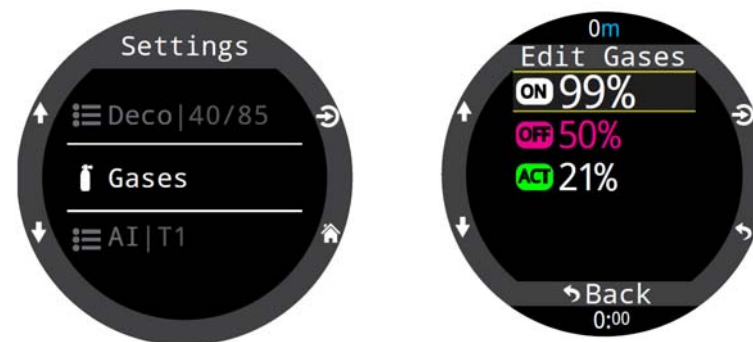 Settings
Deco|40/85
Gases
AI|T1
0m
Edit Gases
ON 99%
OFF 50%
ACT 21%
Back
0:00